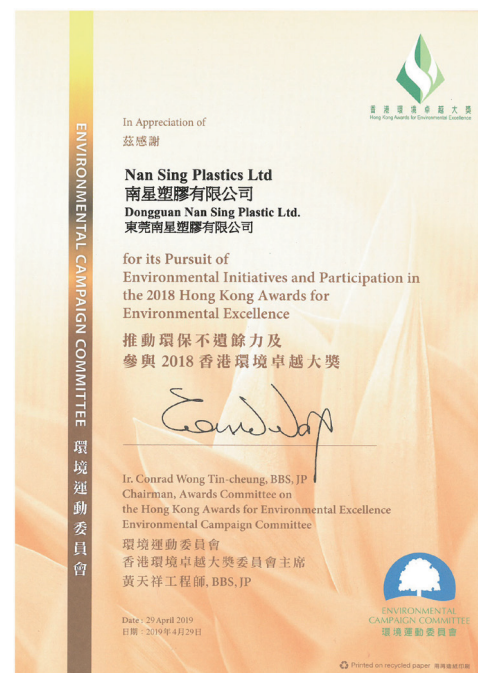 香港環境卓越大獎
Hong Kong Awards for Environmental Excellence
ENVIRONMENTAL CAMPAIGN COMMITTEE 環境運動委員會
In Appreciation of
茲感謝
Nan Sing Plastics Ltd
南星塑膠有限公司
Dongguan Nan Sing Plastic Ltd.
東莞南星塑膠有限公司
for its Pursuit of
Environmental Initiatives and Participation in
the 2018 Hong Kong Awards for
Environmental Excellence
推動環保不遺餘力及
參與 2018 香港環境卓越大獎
Ir. Conrad Wong Tin-cheung, BBS, JP
Chairman, Awards Committee on
the Hong Kong Awards for Environmental Excellence
Environmental Campaign Committee
環境運動委員會
香港環境卓越大獎委員會主席
黃天祥工程師, BBS, JP
Date : 29 April 2019
日期 : 2019年4月29日
ENVIRONMENTAL
CAMPAIGN COMMITTEE
環境運動委員會
Printed on recycled paper 用再造紙印刷